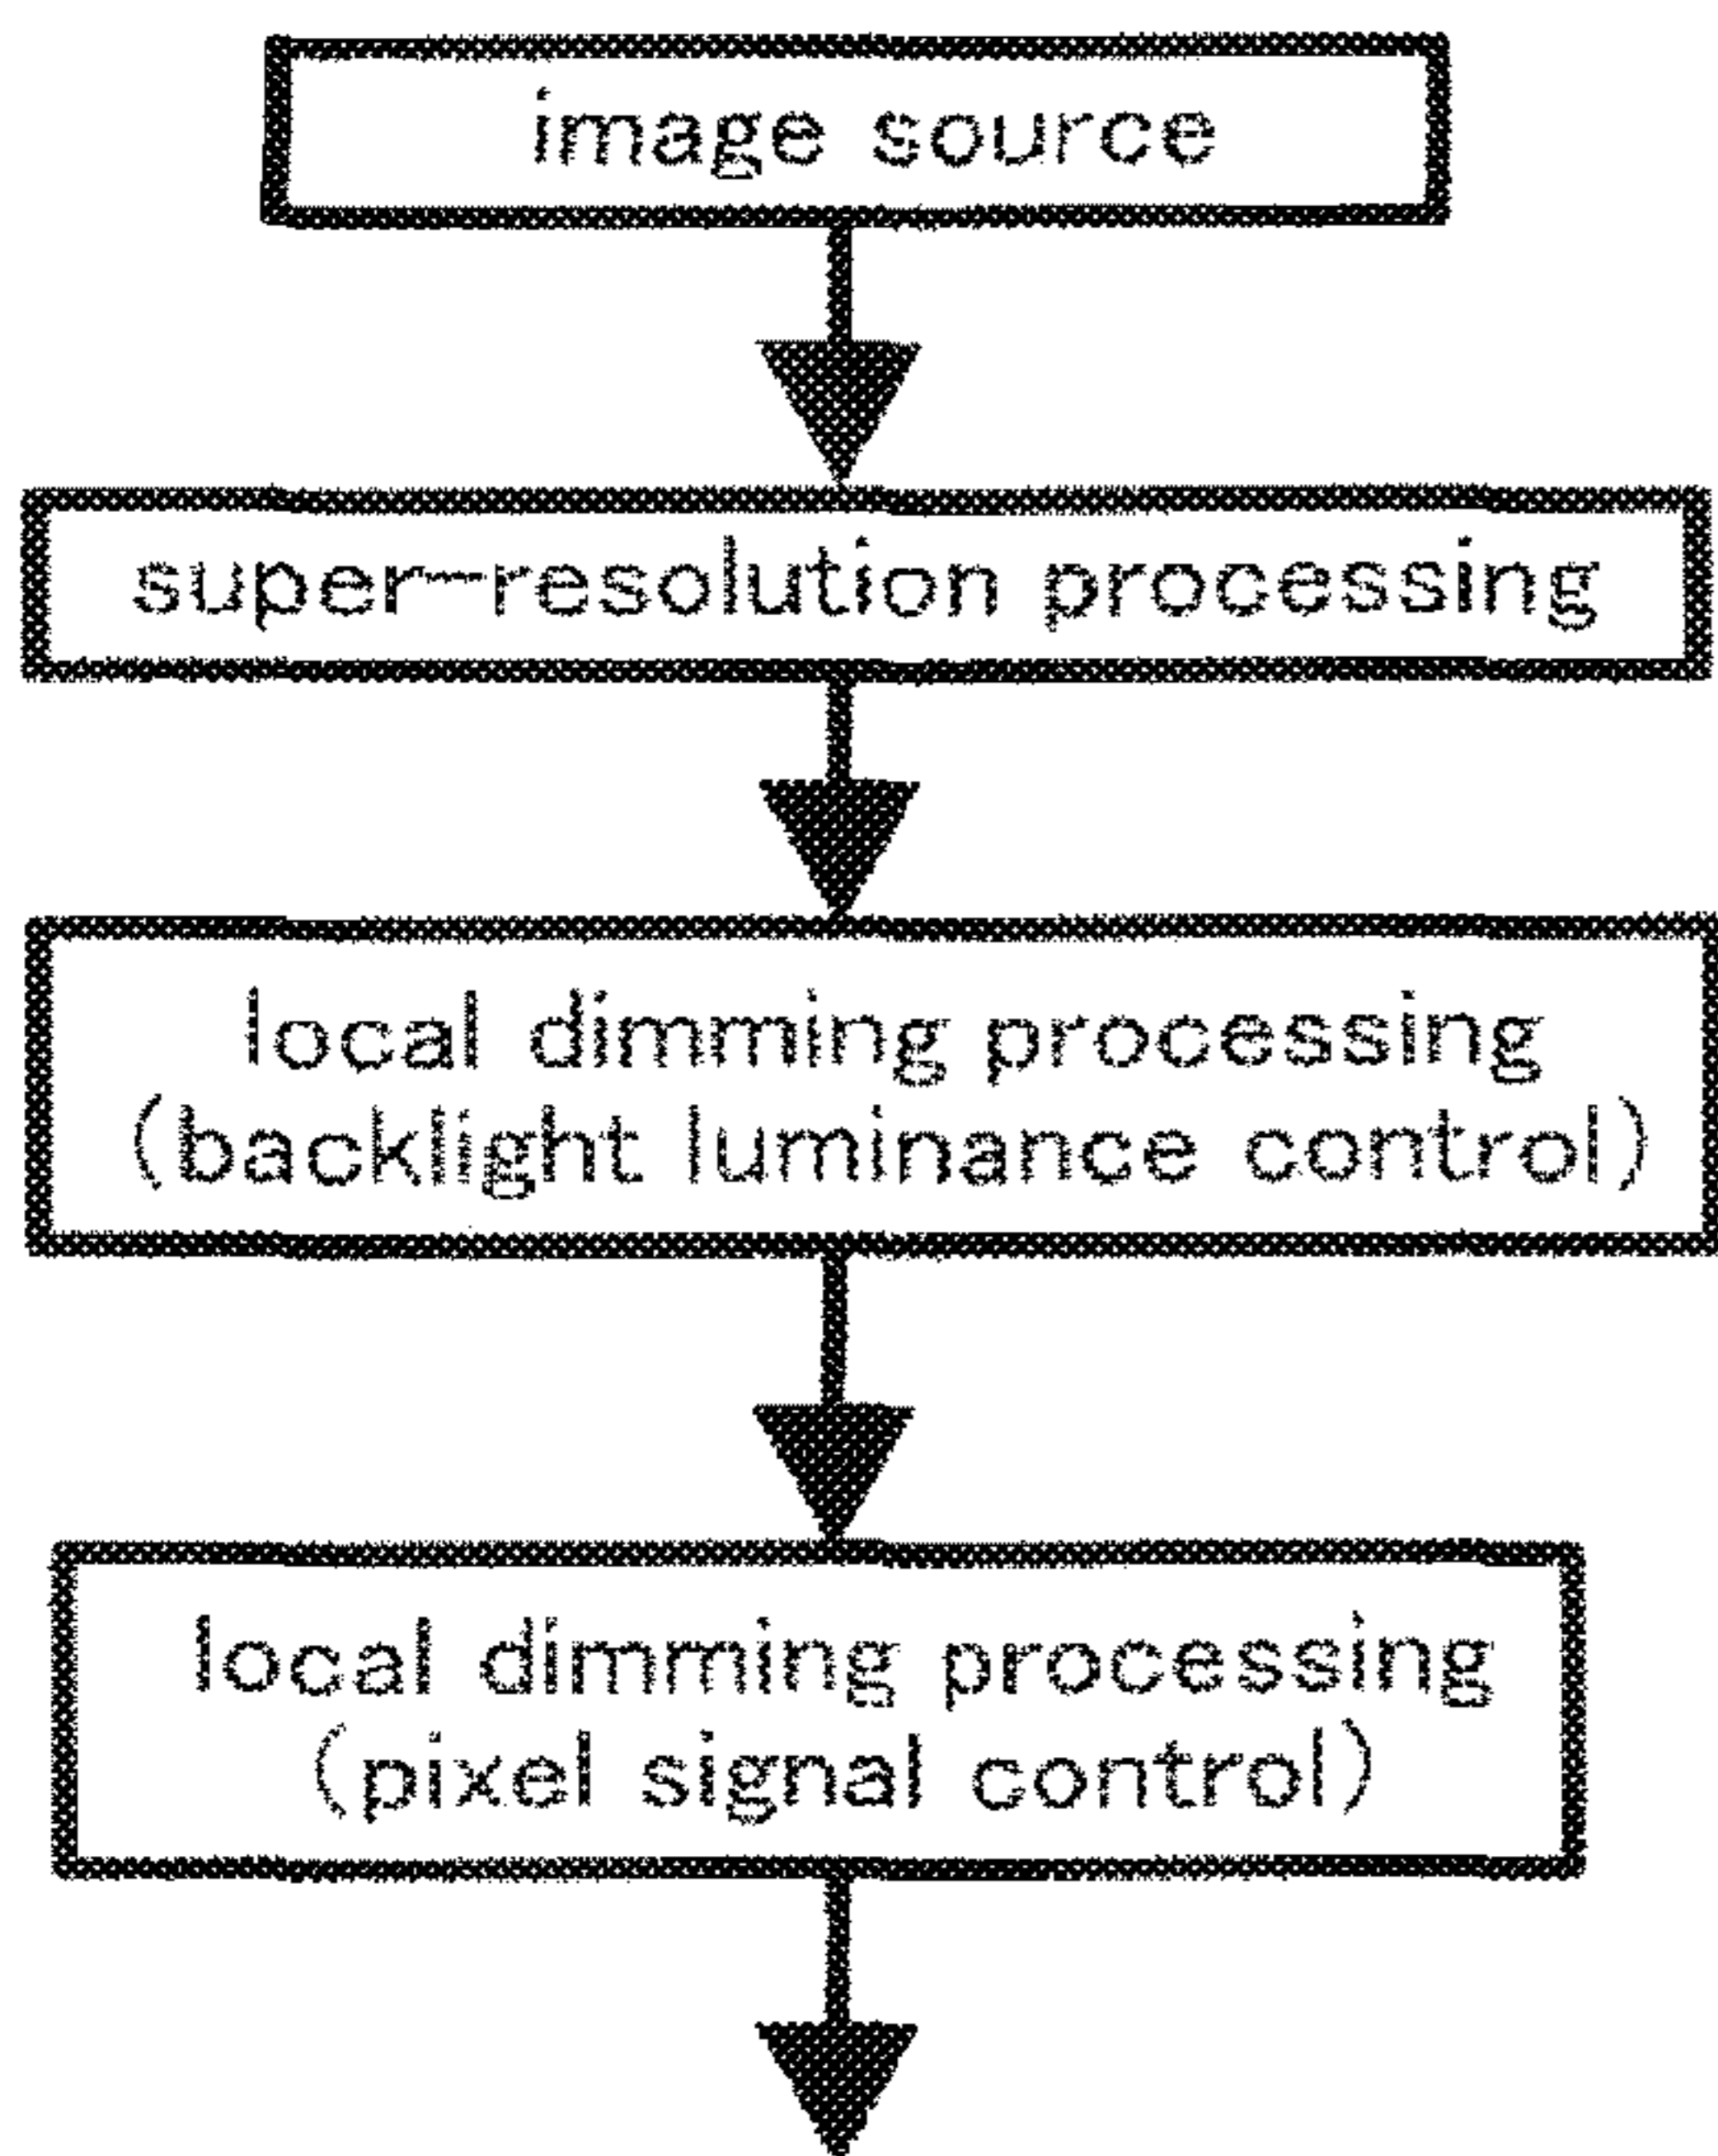 image source
super-resolution processing
local dimming processing
(backlight luminance control)
local dimming processing
(pixel signal control)